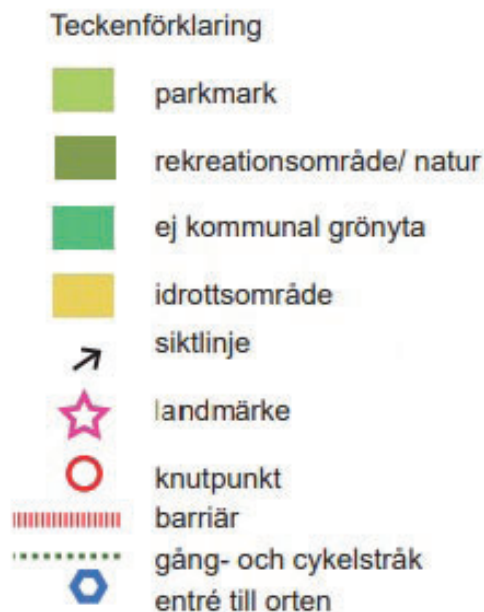 Teckenförklaring
parkmark
rekreationsområde/ natur
ej kommunal grönyta
idrottsområde
siktlinje
landmärke
knutpunkt
barriär
gång- och cykelstråk
entré till orten